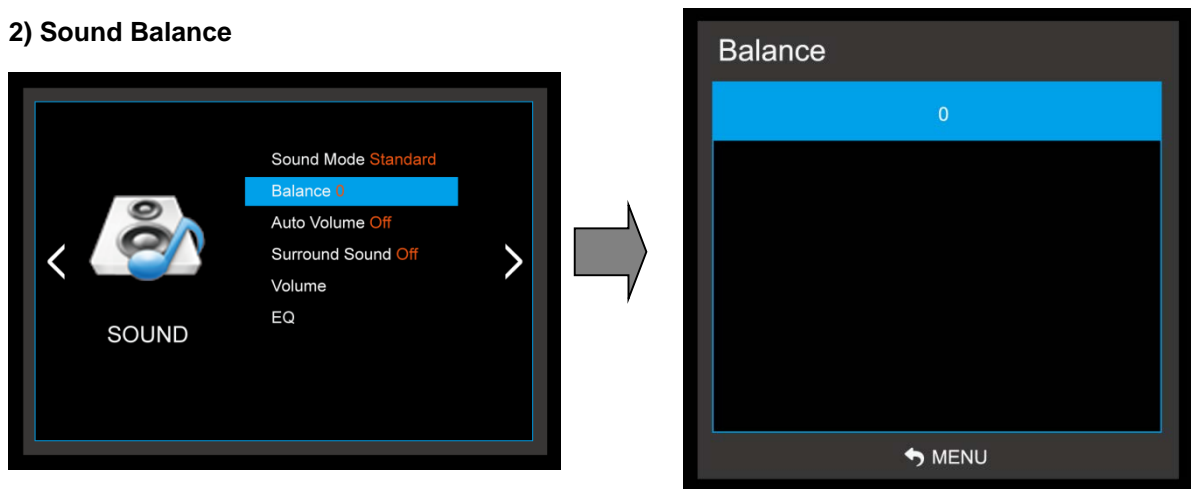 2) Sound Balance
Sound Mode Standard
Balance 0
Auto Volume Off
Surround Sound Off
Volume
EQ
SOUND
Balance
0
MENU